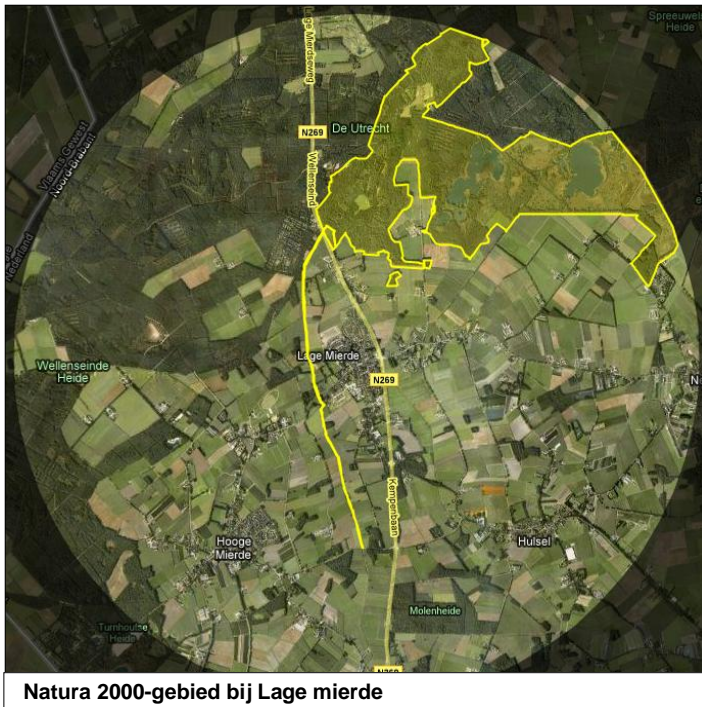 Spreeuwels
Heide
Lage Mierdseweg
N269
De Utrecht
Vlaams Gewest
Noord-Brabant
Nederland
Wellenseind
Lage Mierde
Wellenseinde
Heide
N269
Kempenbaan
Hooge
Mierde
Hulsel
Molenheide
Turnhoutse
Heide
N269
Natura 2000-gebied bij Lage mierde